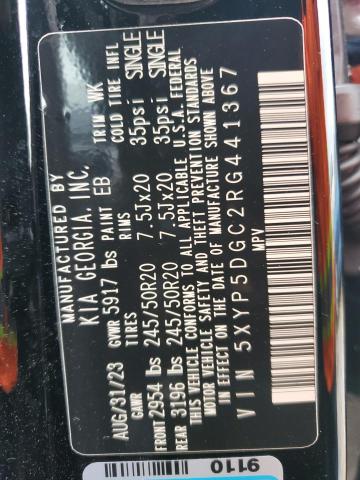 MANUFACTURED BY
KIA GEORGIA, INC.
AUG/31/23 GVWR 5917 lbs PAINT EB TRIM WK
GAWR TIRES RIMS COLD TIRE INFL
FRONT 2954 lbs 245/50R20 7.5Jx20 35psi SINGLE
REAR 3196 lbs 245/50R20 7.5Jx20 35psi SINGLE
THIS VEHICLE CONFORMS TO ALL APPLICABLE U.S.A. FEDERAL
MOTOR VEHICLE SAFETY AND THEFT PREVENTION STANDARDS
IN EFFECT ON THE DATE OF MANUFACTURE SHOWN ABOVE
VIN 5XYP5DGC2RG441367
MPV
9110